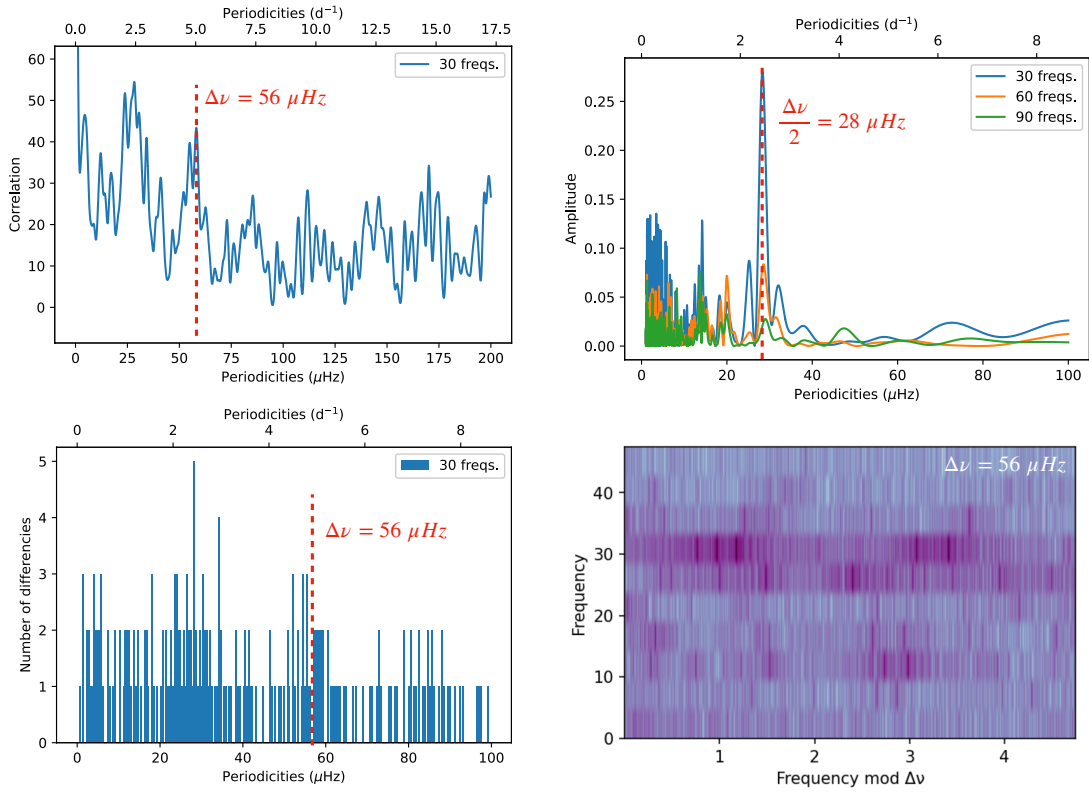 Periodicities (d⁻¹)
0.0 2.5 5.0 7.5 10.0 12.5 15.0 17.5
60
50
40
30
20
10
0
Correlation
30 freqs.
Δν = 56 μHz
0 25 50 75 100 125 150 175 200
Periodicities (μHz)
Periodicities (d⁻¹)
0 2 4 6 8
0.25
0.20
0.15
0.10
0.05
0.00
Amplitude
30 freqs.
60 freqs.
90 freqs.
Δν/2 = 28 μHz
0 20 40 60 80 100
Periodicities (μHz)
Periodicities (d⁻¹)
0 1 2 3 4 5 6 7 8
5
4
3
2
1
0
Number of differencies
30 freqs.
Δν = 56 μHz
0 20 40 60 80 100
Periodicities (μHz)
Δν = 56 μHz
40
30
20
10
0
Frequency
1 2 3 4
Frequency mod Δν